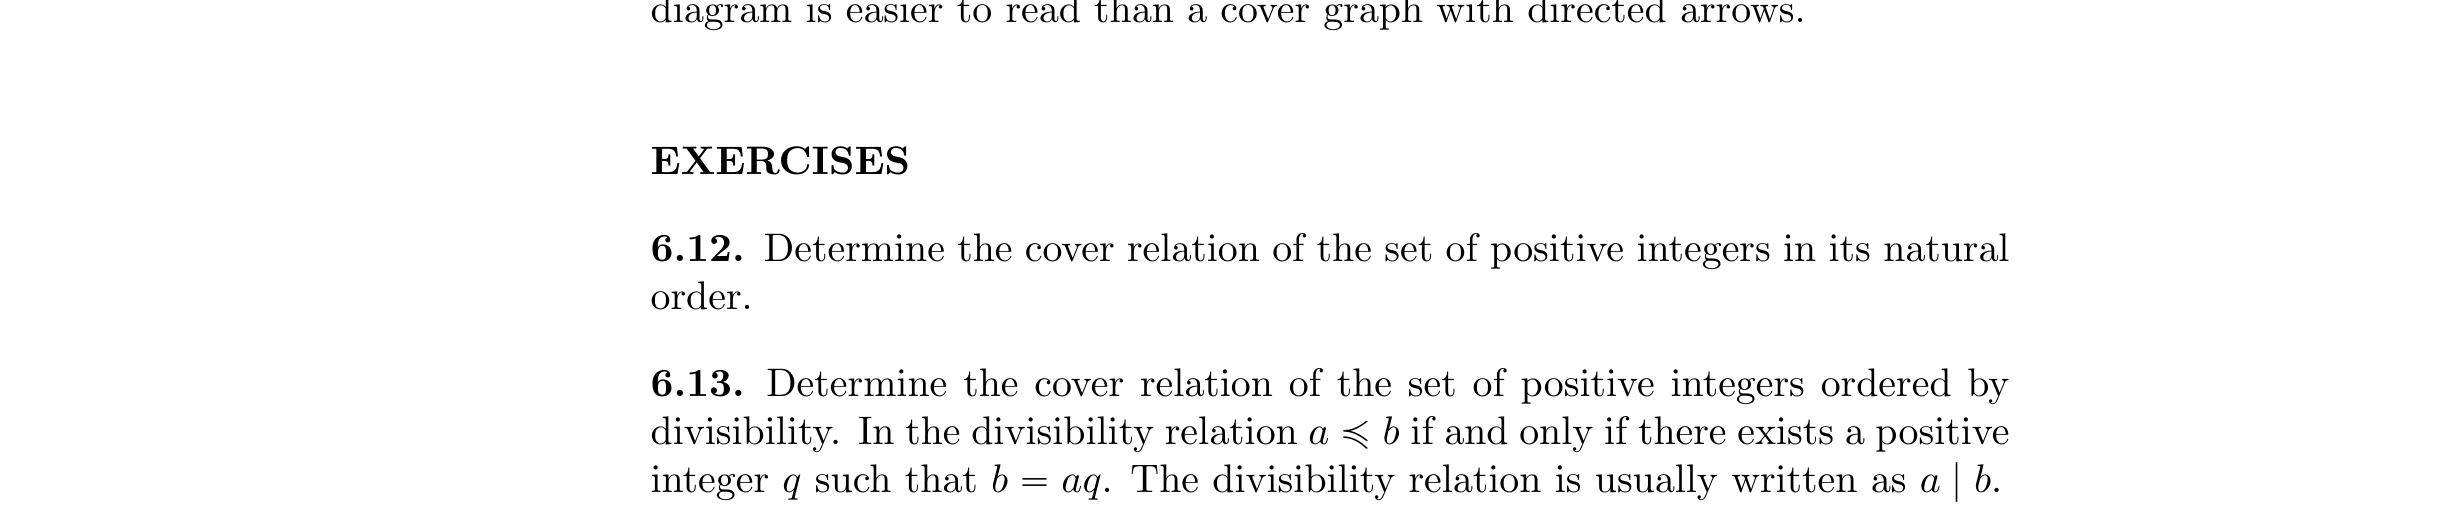 diagram is easier to read than a cover graph with directed arrows.
EXERCISES
6.12. Determine the cover relation of the set of positive integers in its natural
order.
6.13. Determine the cover relation of the set of positive integers ordered by
divisibility. In the divisibility relation a ≼ b if and only if there exists a positive
integer q such that b = aq. The divisibility relation is usually written as a | b.